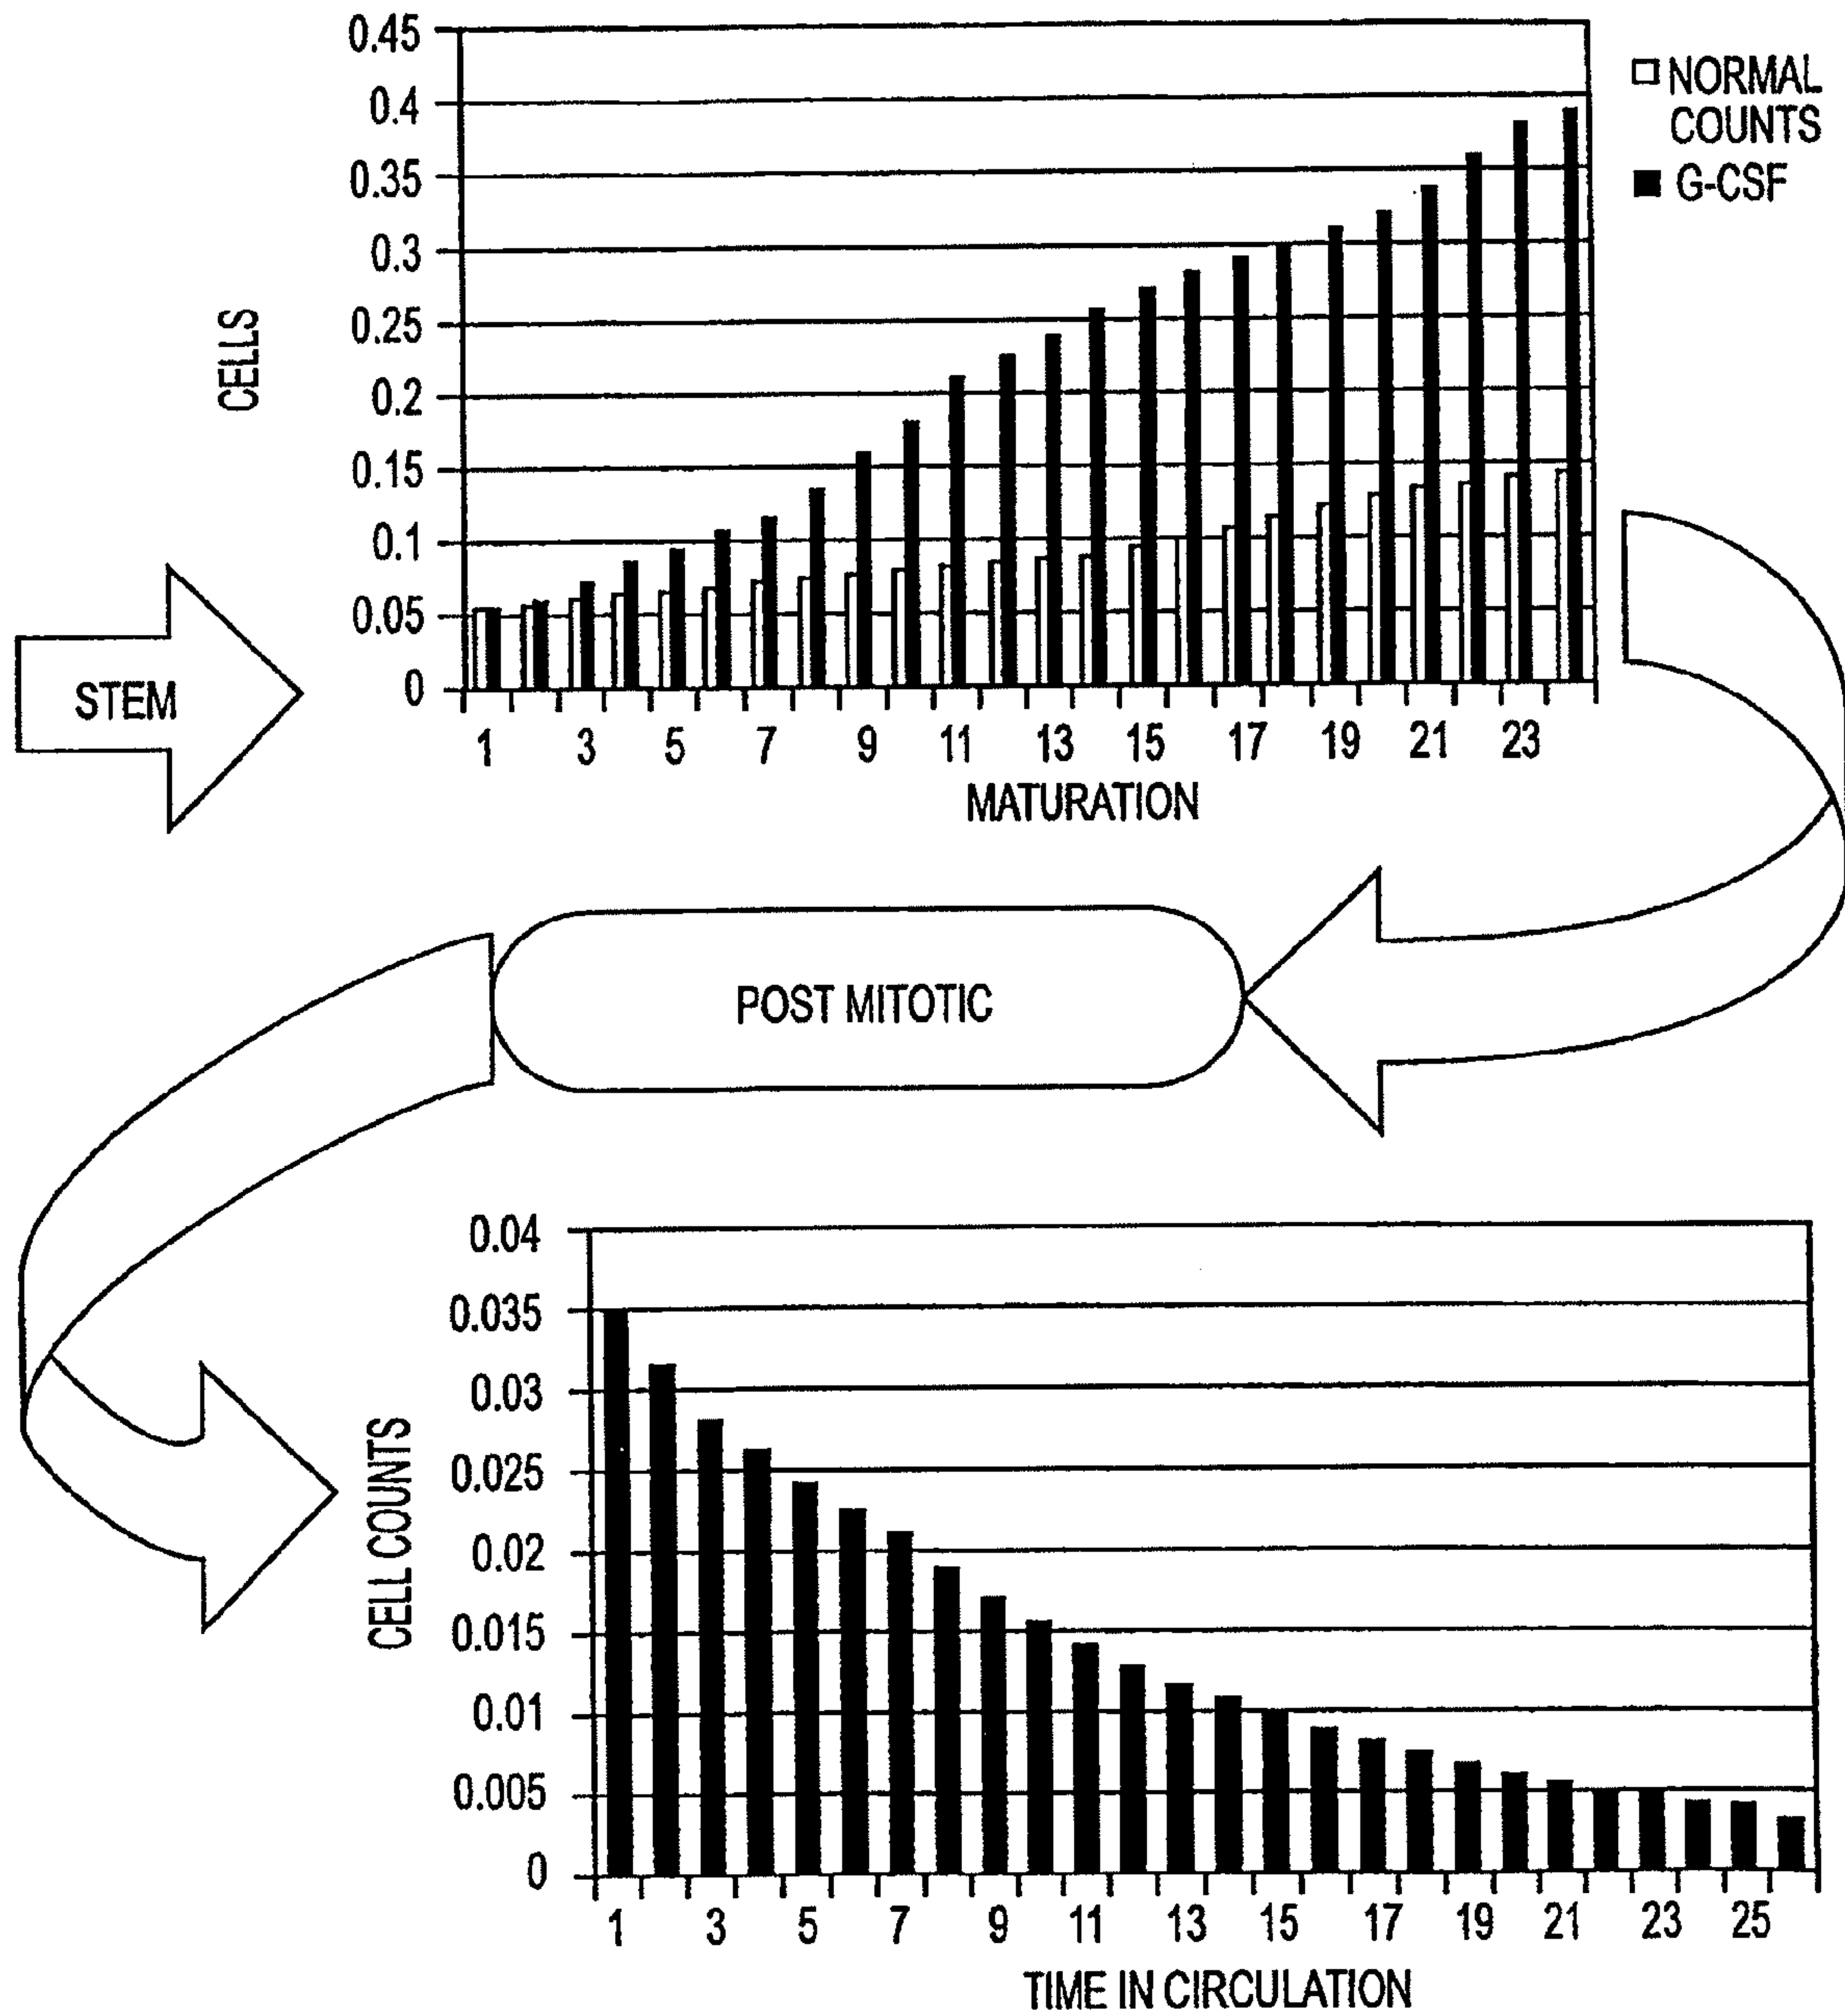 0.45
0.4
0.35
0.3
0.25
0.2
0.15
0.1
0.05
0
CELLS
NORMAL
COUNTS
G-CSF
STEM
1 3 5 7 9 11 13 15 17 19 21 23
MATURATION
POST MITOTIC
0.04
0.035
0.03
0.025
0.02
0.015
0.01
0.005
0
CELL COUNTS
1 3 5 7 9 11 13 15 17 19 21 23 25
TIME IN CIRCULATION